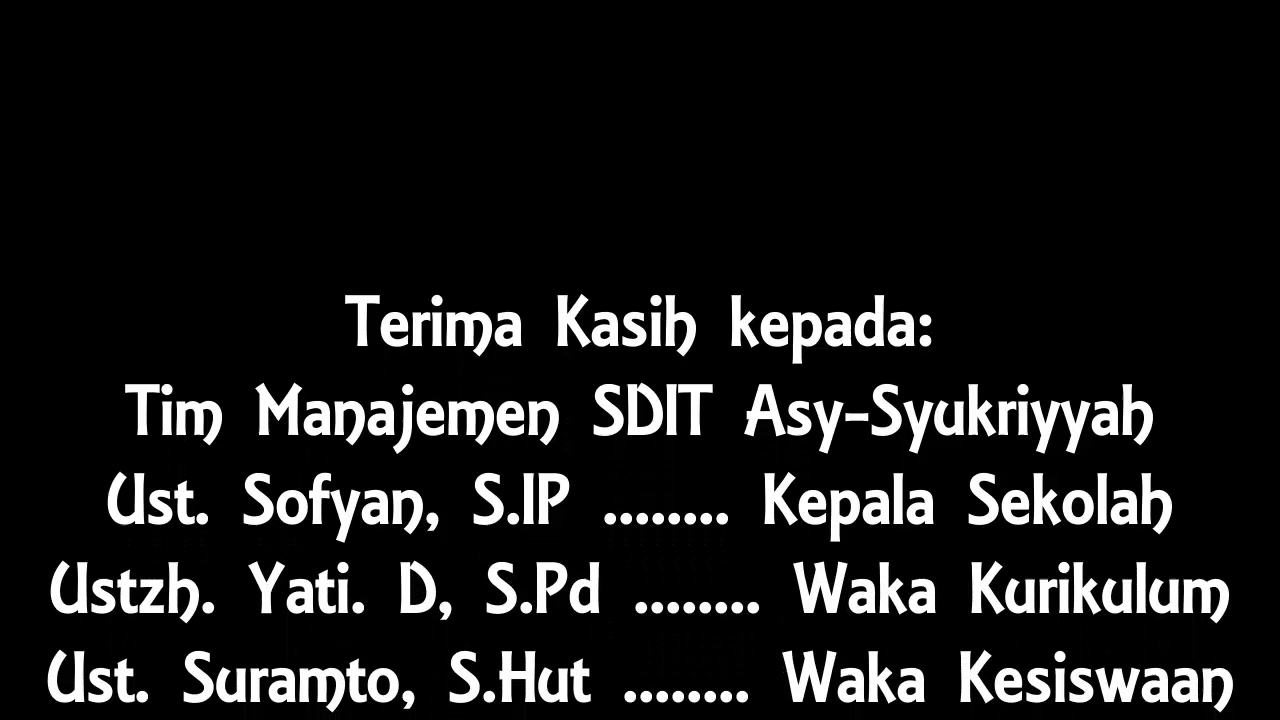 Terima Kasih kepada:
Tim Manajemen SDIT Asy-Syukriyyah
Ust. Sofyan, S.IP ........ Kepala Sekolah
Ustzh. Yati. D, S.Pd ........ Waka Kurikulum
Ust. Suramto, S.Hut ........ Waka Kesiswaan